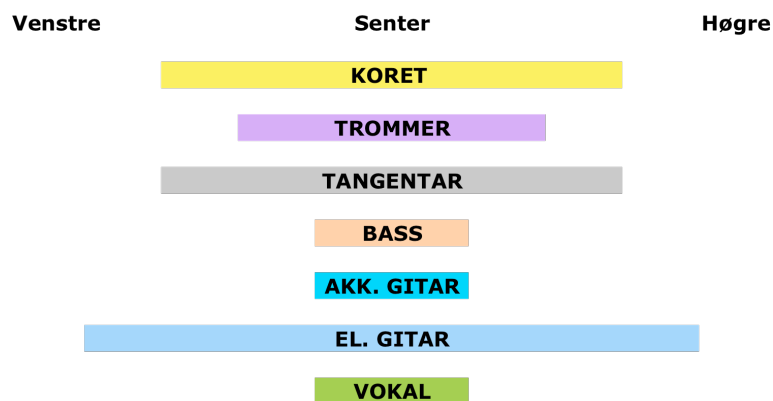 Venstre Senter Høgre
KORET
TROMMER
TANGENTAR
BASS
AKK. GITAR
EL. GITAR
VOKAL